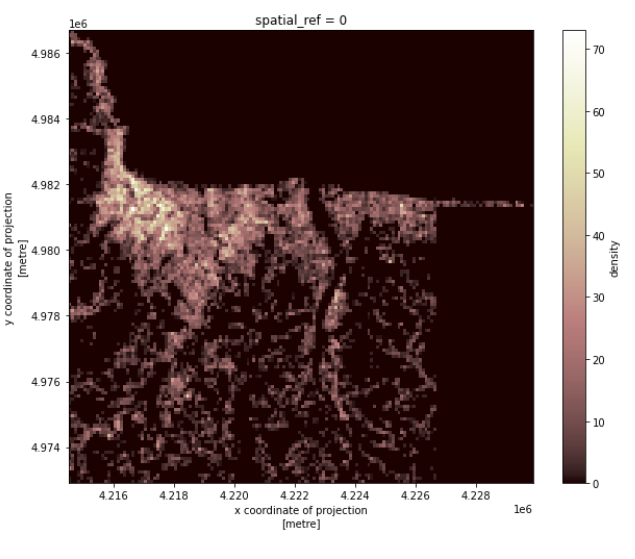 spatial_ref = 0
1e6
4.986
4.984
4.982
4.980
4.978
4.976
4.974
y coordinate of projection
[metre]
4.216 4.218 4.220 4.222 4.224 4.226 4.228
x coordinate of projection
[metre]
1e6
70
60
50
40
30
20
10
0
density